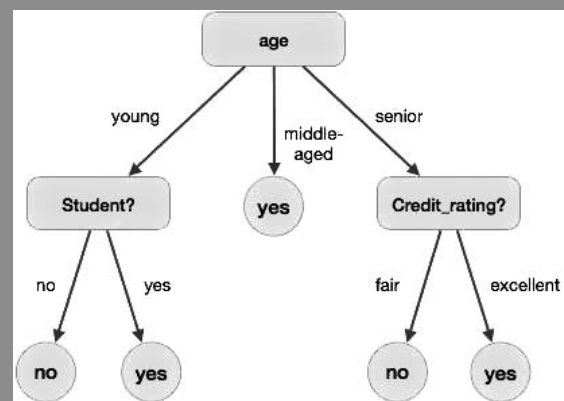 age
young
middle-
aged
senior
Student?
yes
Credit_rating?
no
yes
fair
excellent
no
yes
no
yes